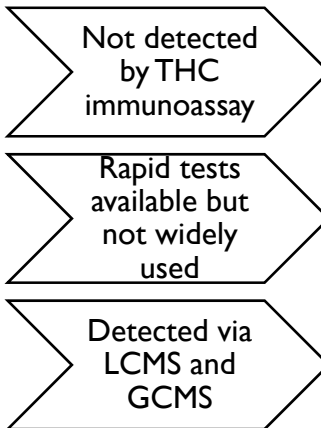 Not detected
by THC
immunoassay
Rapid tests
available but
not widely
used
Detected via
LCMS and
GCMS